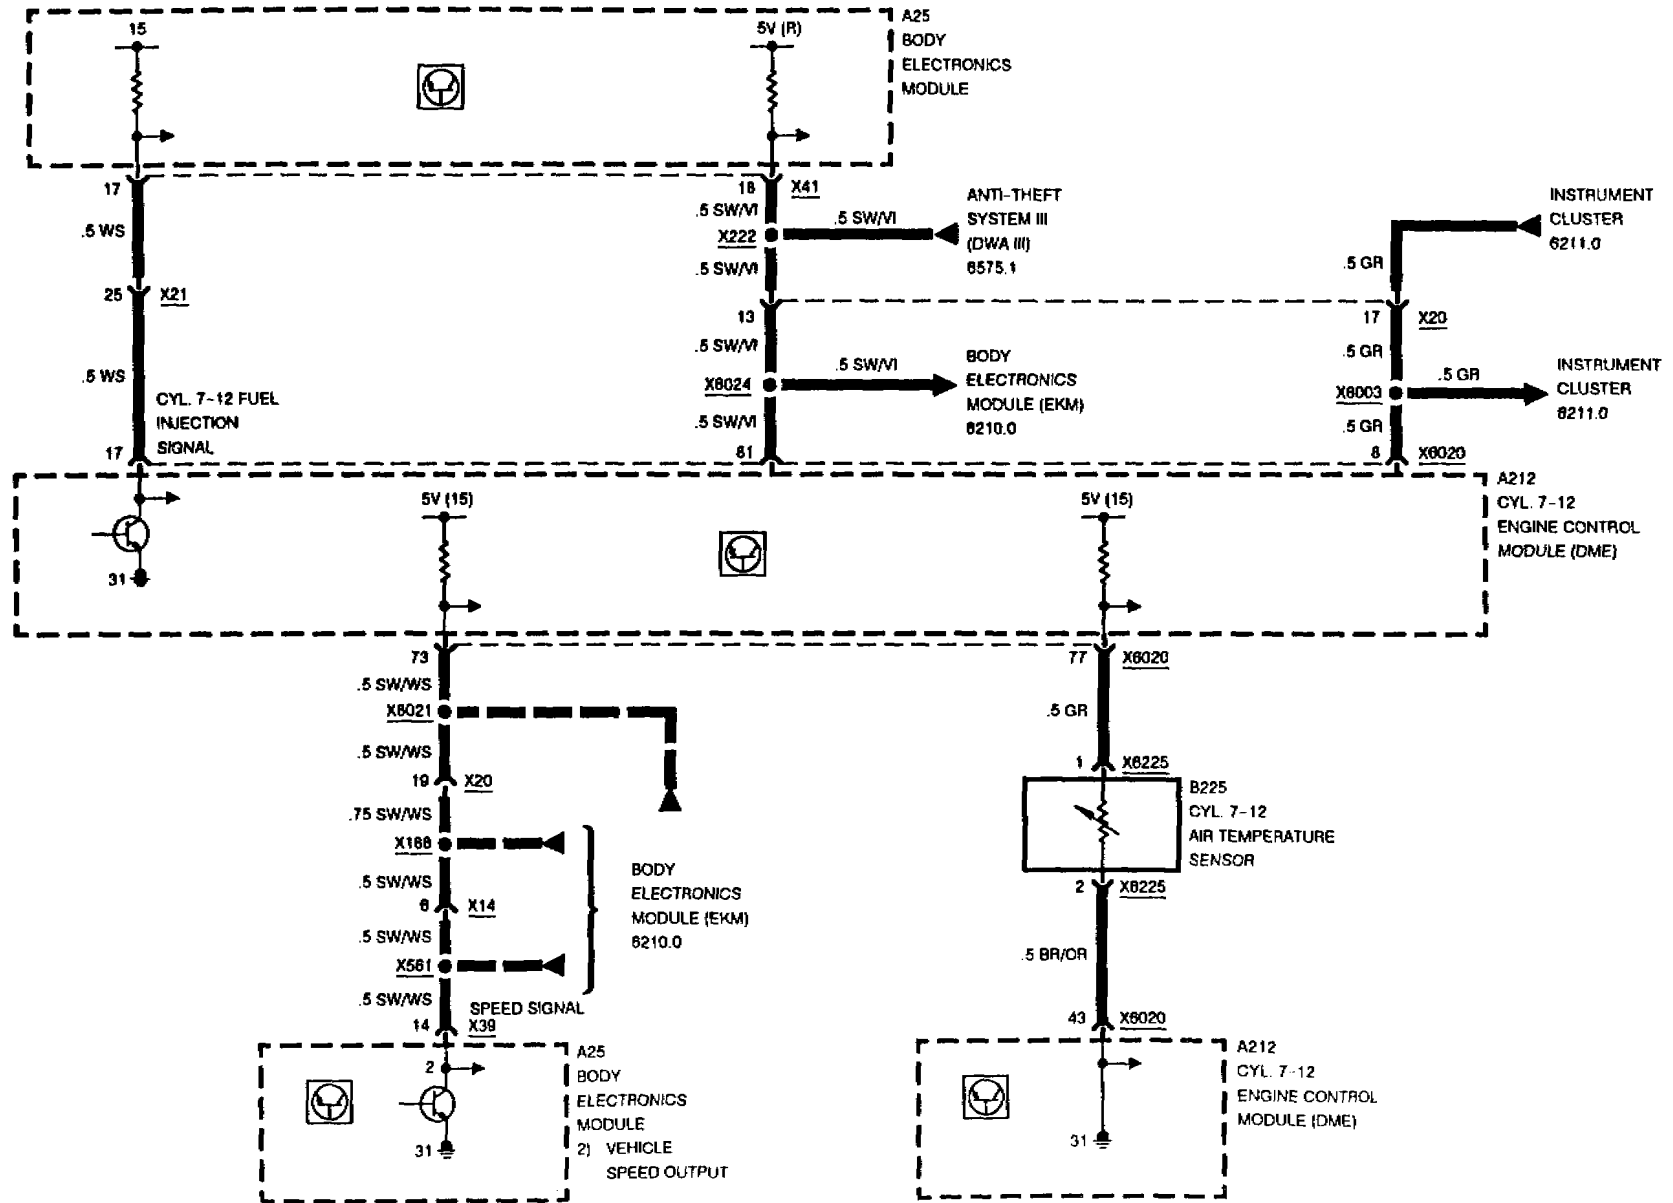 15
5V (R)
A25
BODY
ELECTRONICS
MODULE
17
18
X41
.5 WS
.5 SW/VI
X222
.5 SW/VI
ANTI-THEFT
SYSTEM III
(DWA III)
6575.1
INSTRUMENT
CLUSTER
6211.0
.5 SW/VI
.5 GR
25
X21
13
17
X20
.5 SW/VI
.5 GR
.5 WS
X6024
.5 SW/VI
BODY
ELECTRONICS
MODULE (EKM)
6210.0
X6003
.5 GR
INSTRUMENT
CLUSTER
6211.0
CYL. 7-12 FUEL
INJECTION
SIGNAL
.5 SW/VI
.5 GR
17
81
8
X6020
5V (15)
5V (15)
A212
CYL. 7-12
ENGINE CONTROL
MODULE (DME)
31
73
77
X6020
.5 SW/WS
X6021
.5 GR
.5 SW/WS
19
X20
1
X6225
.75 SW/WS
B225
CYL. 7-12
AIR TEMPERATURE
SENSOR
X188
.5 SW/WS
BODY
ELECTRONICS
MODULE (EKM)
6210.0
2
X6225
6
X14
.5 SW/WS
.5 BR/OR
X561
.5 SW/WS
SPEED SIGNAL
14
X39
43
X6020
A25
BODY
ELECTRONICS
MODULE
2) VEHICLE
SPEED OUTPUT
2
31
A212
CYL. 7-12
ENGINE CONTROL
MODULE (DME)
31